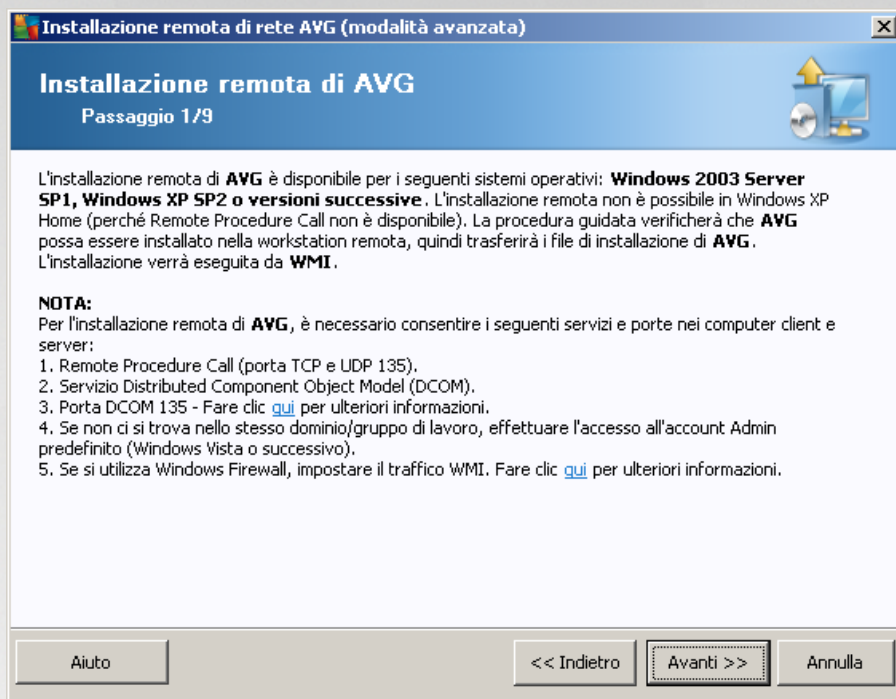 Installazione remota di rete AVG (modalità avanzata)
Installazione remota di AVG
Passaggio 1/9
L'installazione remota di AVG è disponibile per i seguenti sistemi operativi: Windows 2003 Server
SP1, Windows XP SP2 o versioni successive. L'installazione remota non è possibile in Windows XP
Home (perché Remote Procedure Call non è disponibile). La procedura guidata verificherà che AVG
possa essere installato nella workstation remota, quindi trasferirà i file di installazione di AVG.
L'installazione verrà eseguita da WMI.
NOTA:
Per l'installazione remota di AVG, è necessario consentire i seguenti servizi e porte nei computer client e
server:
1. Remote Procedure Call (porta TCP e UDP 135).
2. Servizio Distributed Component Object Model (DCOM).
3. Porta DCOM 135 - Fare clic qui per ulteriori informazioni.
4. Se non ci si trova nello stesso dominio/gruppo di lavoro, effettuare l'accesso all'account Admin
predefinito (Windows Vista o successivo).
5. Se si utilizza Windows Firewall, impostare il traffico WMI. Fare clic qui per ulteriori informazioni.
Aiuto << Indietro Avanti >> Annulla